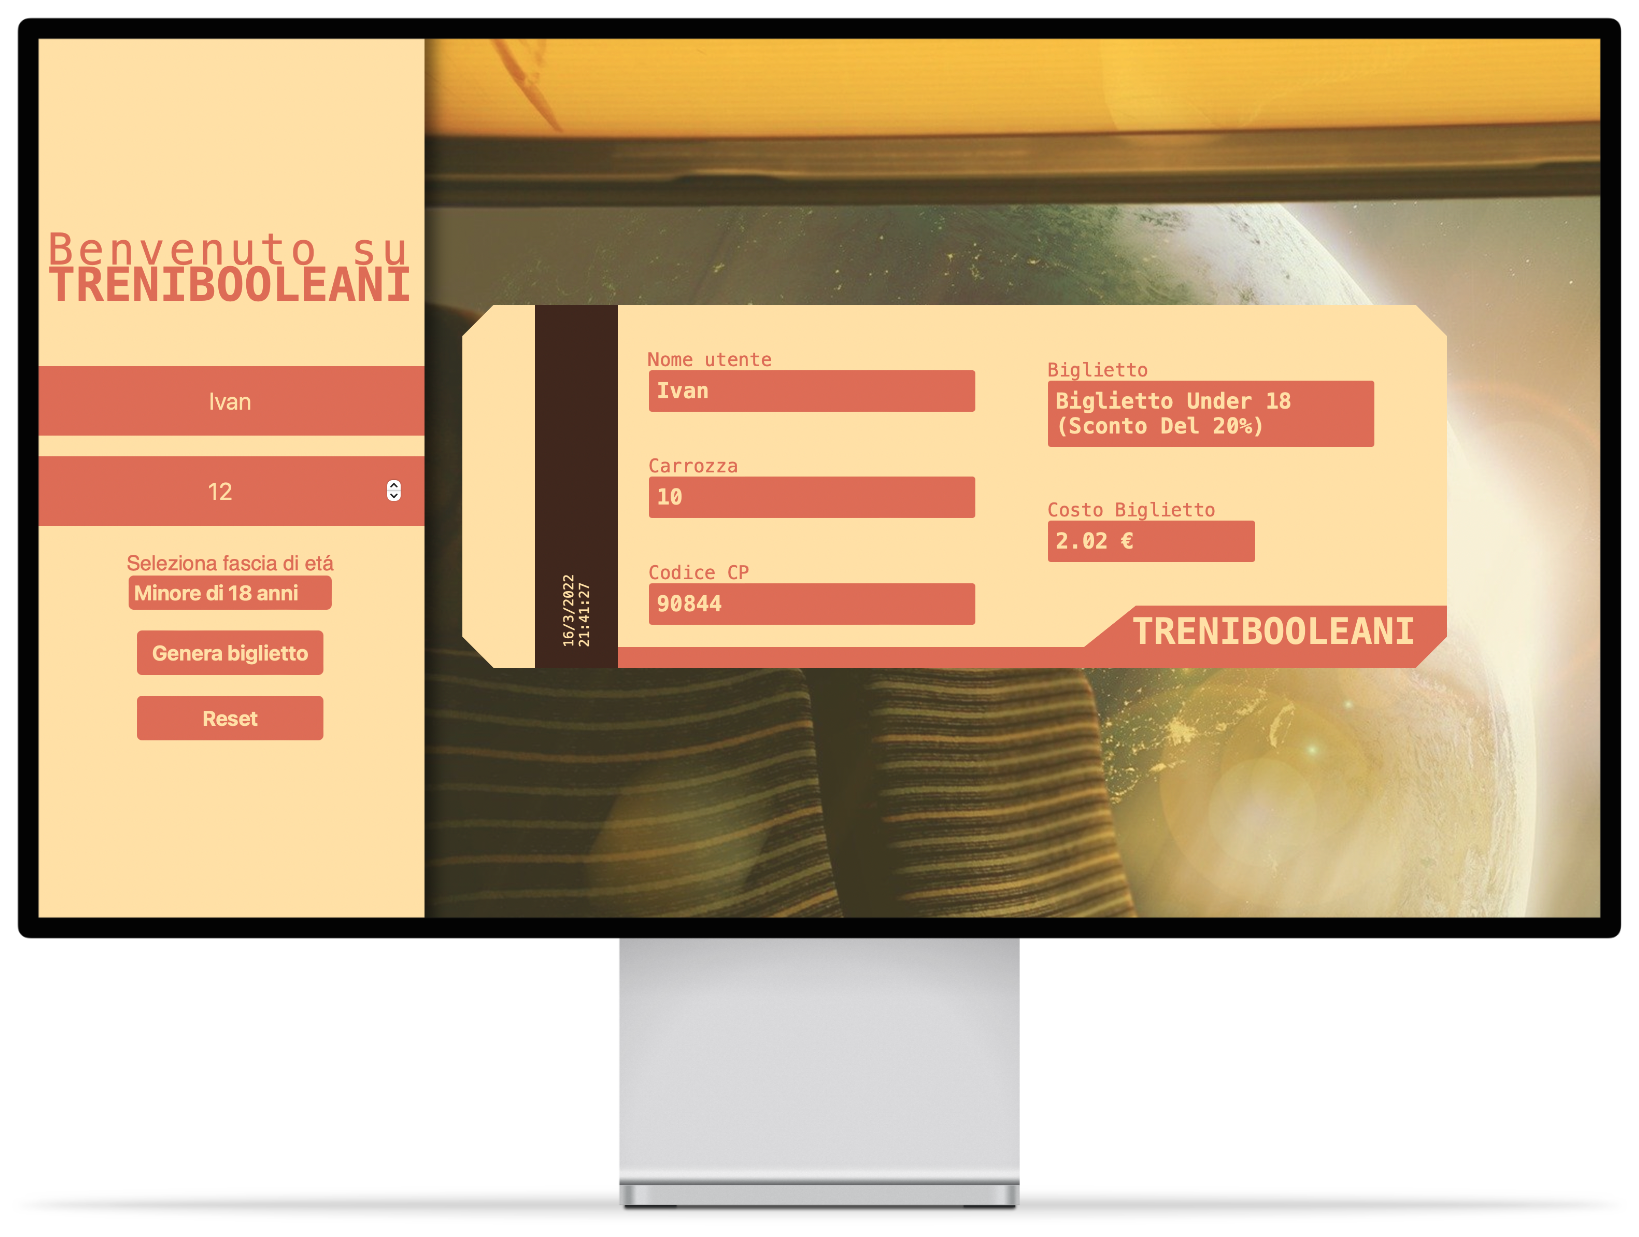 Benvenuto su
TRENIBOOLEANI
Ivan
12
Seleziona fascia di etá
Minore di 18 anni
Genera biglietto
Reset
16/3/2022
21:41:27
Nome utente
Ivan
Carrozza
10
Codice CP
90844
Biglietto
Biglietto Under 18
(Sconto Del 20%)
Costo Biglietto
2.02 €
TRENIBOOLEANI